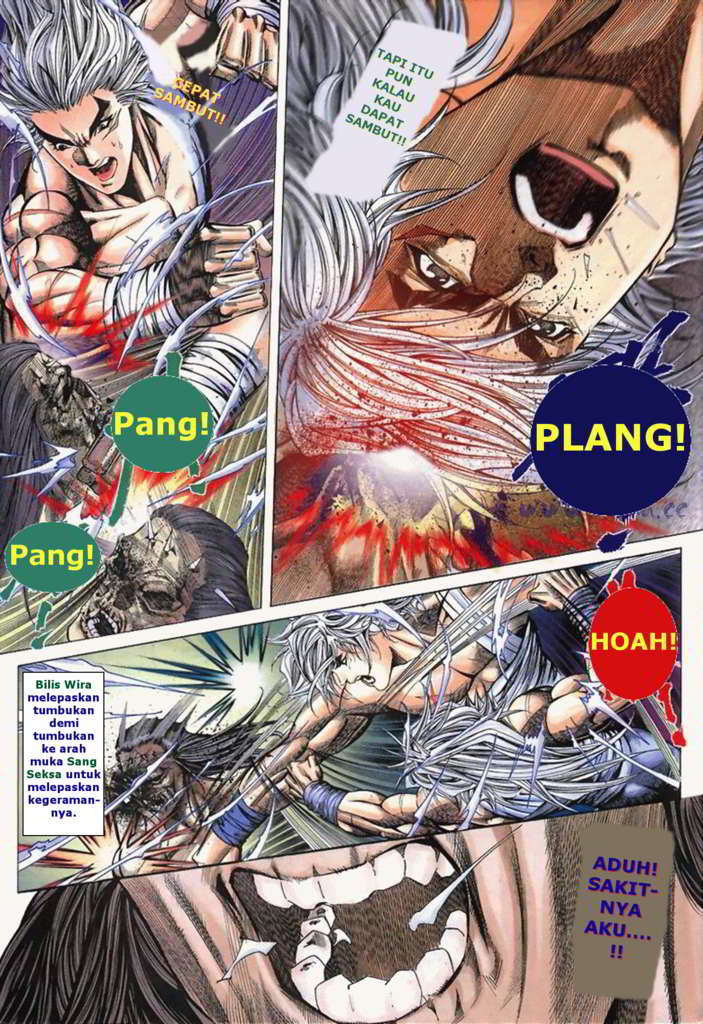 CEPAT
SAMBUT!!
TAPI ITU
PUN
KALAU
KAU
DAPAT
SAMBUT!!
Pang!
Pang!
PLANG!
HOAH!
Bilis Wira
melepaskan
tumbukan
demi
tumbukan
ke arah
muka Sang
Seksa untuk
melepaskan
kegeraman-
nya.
ADUH!
SAKIT-
NYA
AKU....
!!